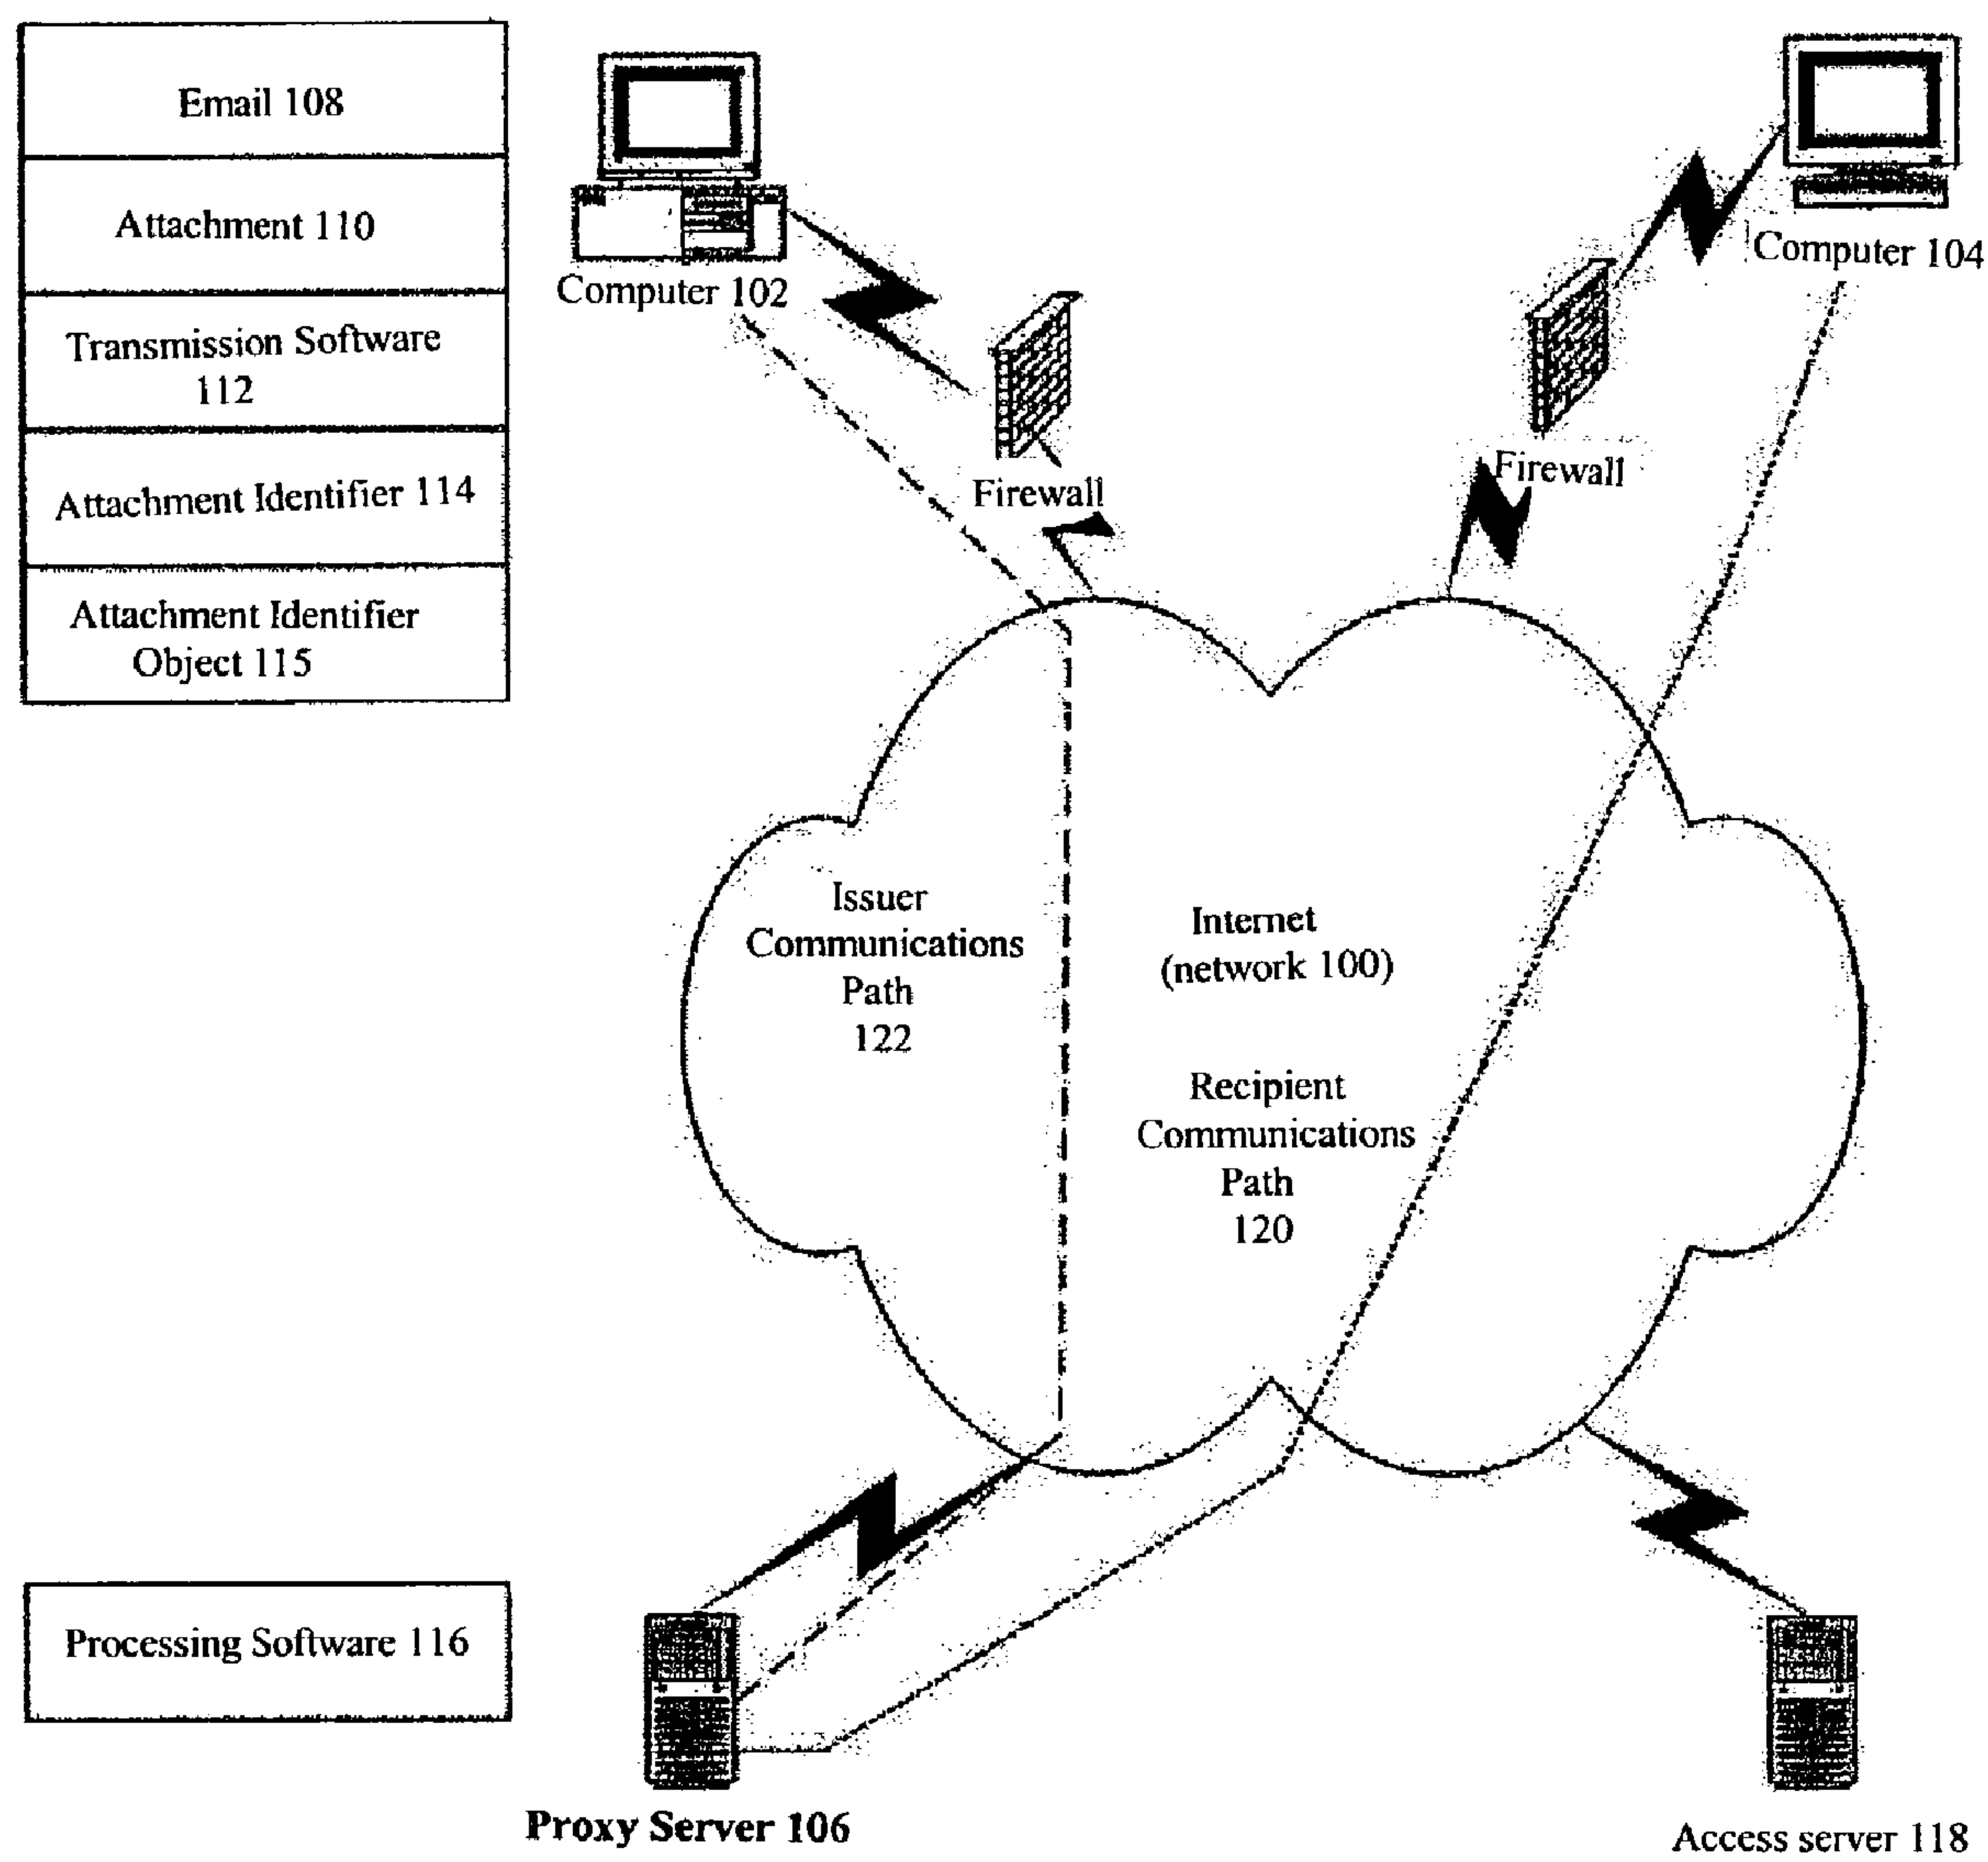 Email 108
Attachment 110
Transmission Software
112
Attachment Identifier 114
Attachment Identifier
Object 115
Computer 102
Computer 104
Firewall
Firewall
Issuer
Communications
Path
122
Internet
(network 100)
Recipient
Communications
Path
120
Processing Software 116
Proxy Server 106
Access server 118